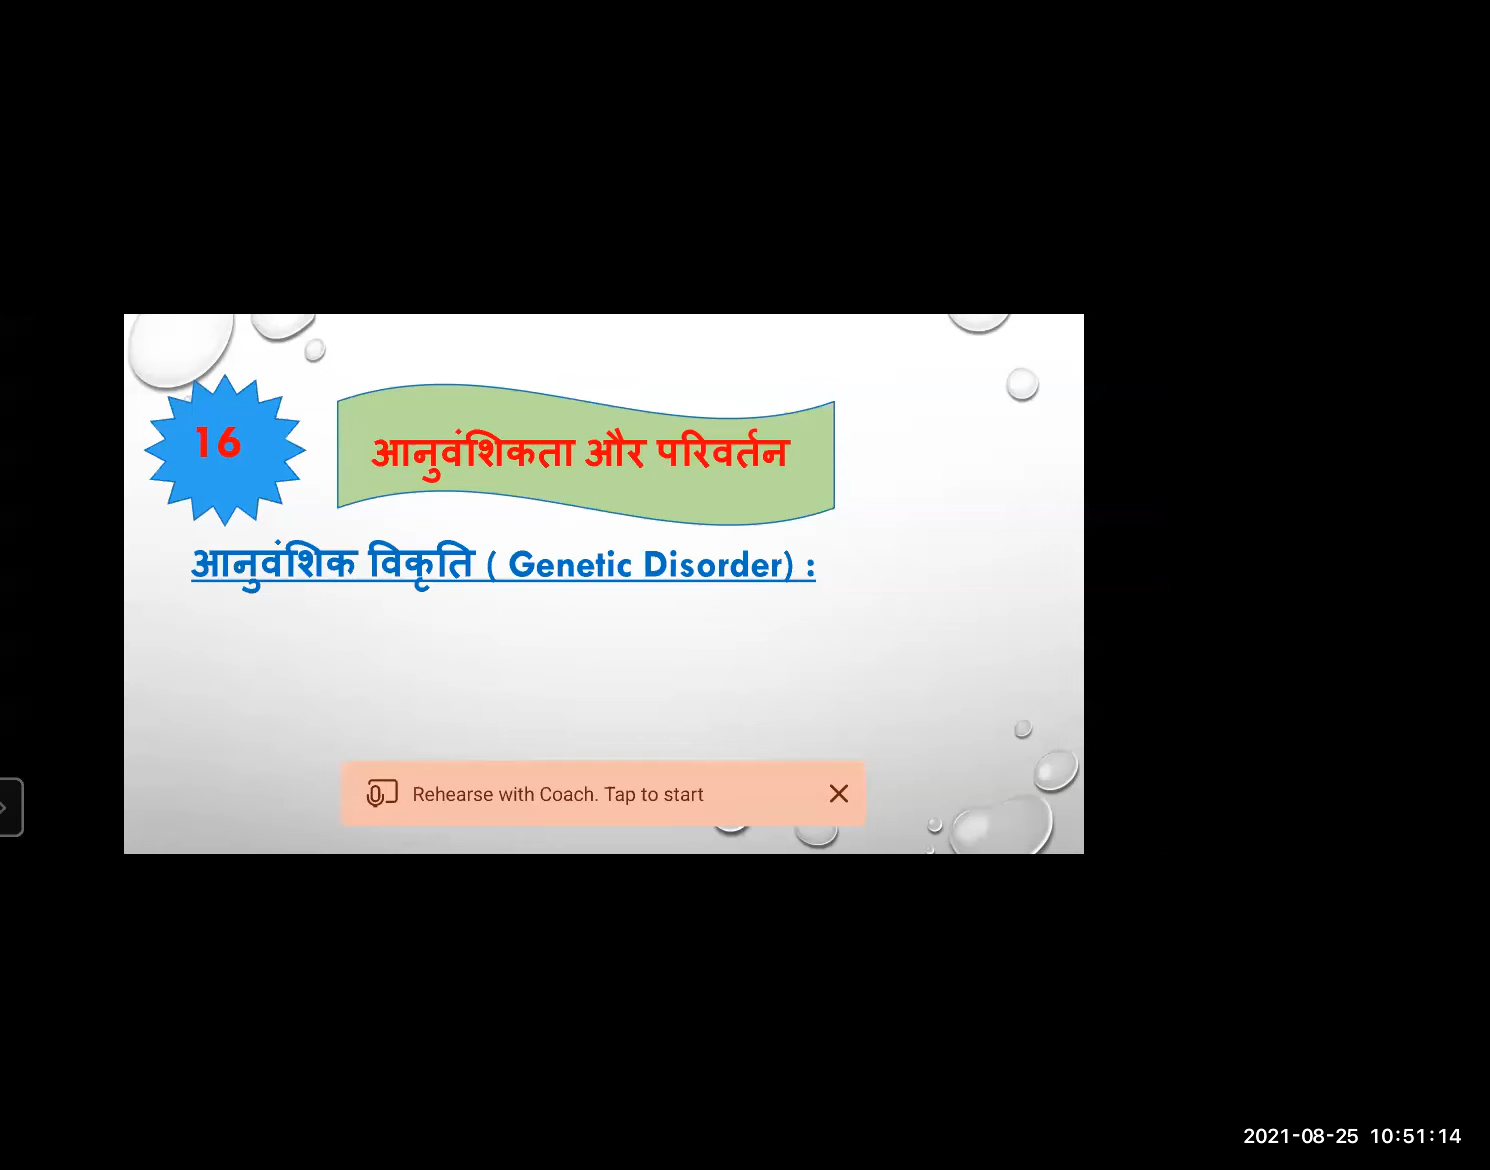 16
आनुवंशिकता और परिवर्तन
आनुवंशिक विकृति ( Genetic Disorder) :
Rehearse with Coach. Tap to start
2021-08-25 10:51:14